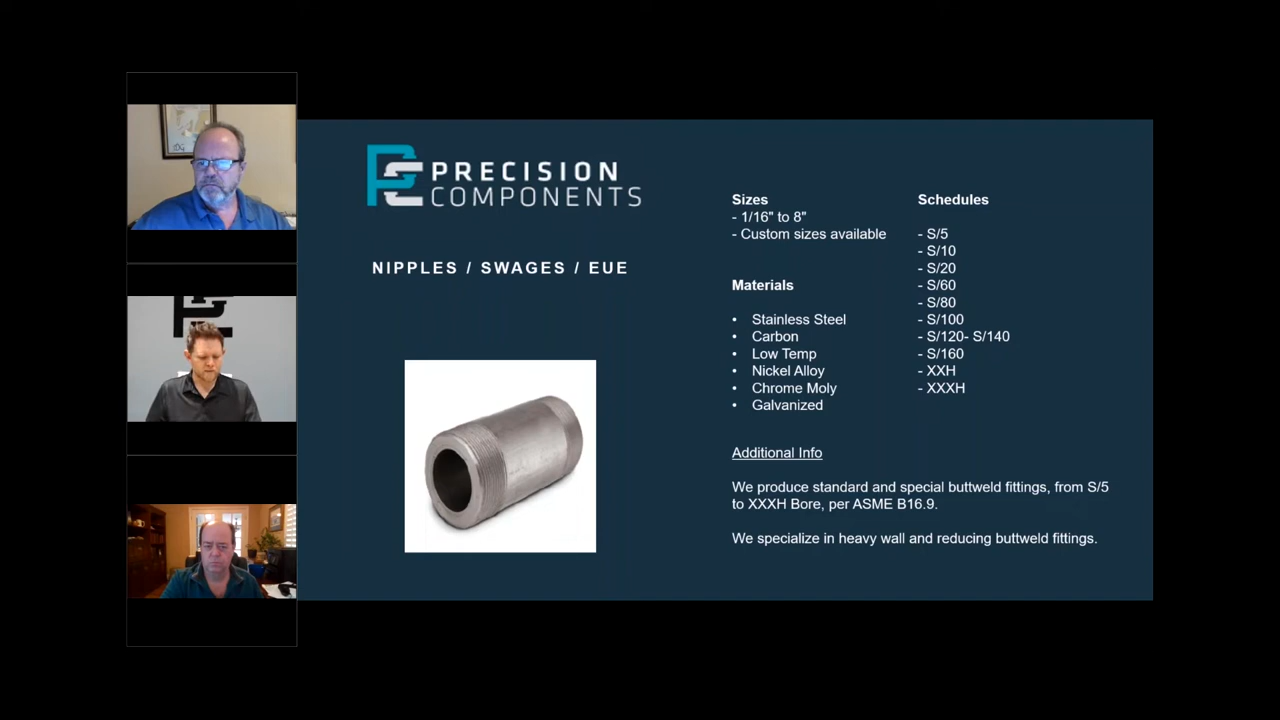 PRECISION
COMPONENTS
NIPPLES / SWAGES / EUE
Sizes
- 1/16" to 8"
- Custom sizes available
Materials
• Stainless Steel
• Carbon
• Low Temp
• Nickel Alloy
• Chrome Moly
• Galvanized
Schedules
- S/5
- S/10
- S/20
- S/60
- S/80
- S/100
- S/120- S/140
- S/160
- XXH
- XXXH
Additional Info
We produce standard and special buttweld fittings, from S/5
to XXXH Bore, per ASME B16.9.
We specialize in heavy wall and reducing buttweld fittings.